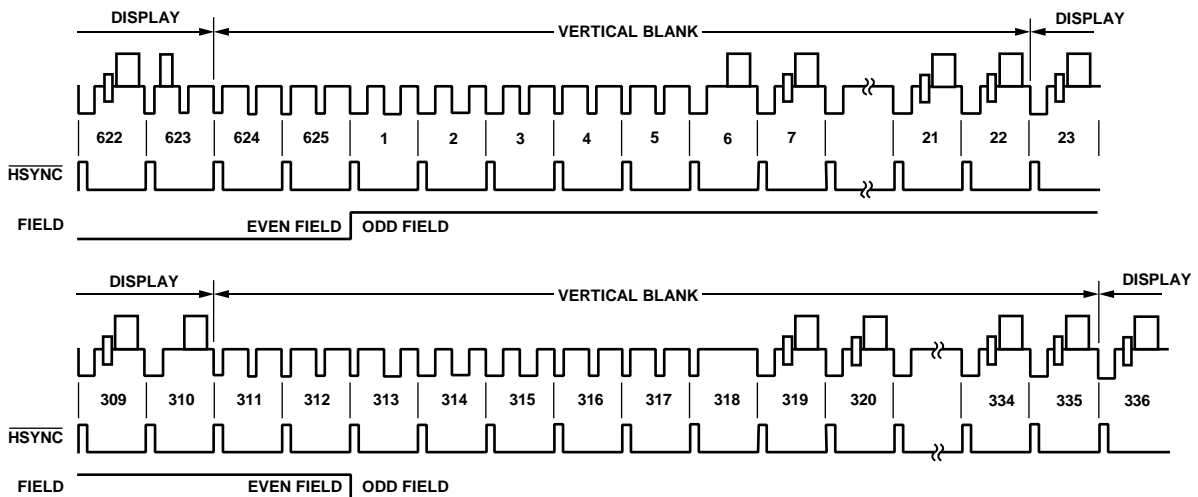 DISPLAY VERTICAL BLANK DISPLAY
622 623 624 625 1 2 3 4 5 6 7 21 22 23
HSYNC
FIELD EVEN FIELD ODD FIELD
DISPLAY VERTICAL BLANK DISPLAY
309 310 311 312 313 314 315 316 317 318 319 320 334 335 336
HSYNC
FIELD EVEN FIELD ODD FIELD